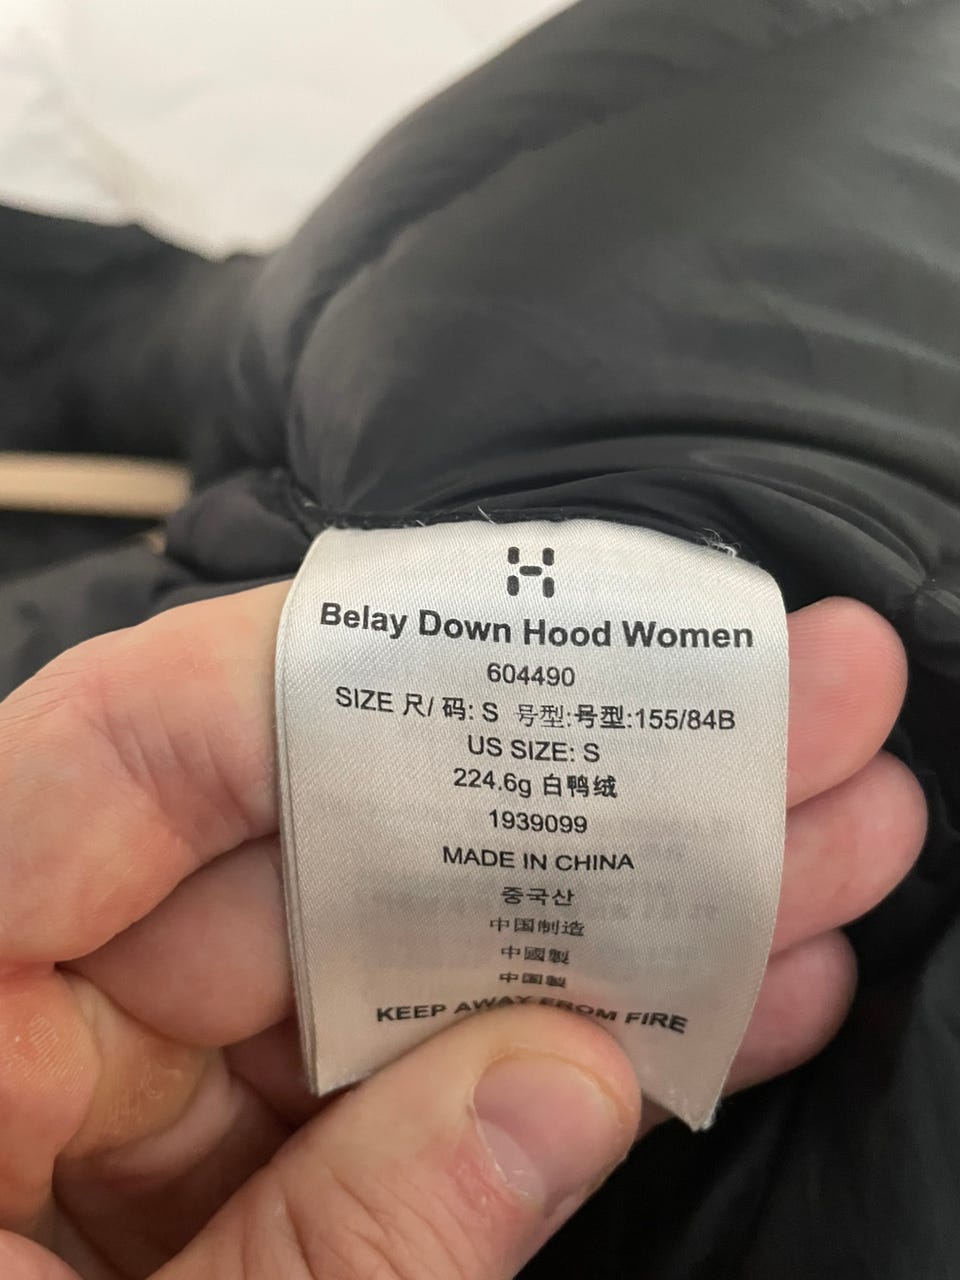 Belay Down Hood Women
604490
SIZE 尺/ 码: S 号型:号型:155/84B
US SIZE: S
224.6g 白鸭绒
1939099
MADE IN CHINA
중국산
中国制造
中國製
中国製
KEEP AWAY FROM FIRE